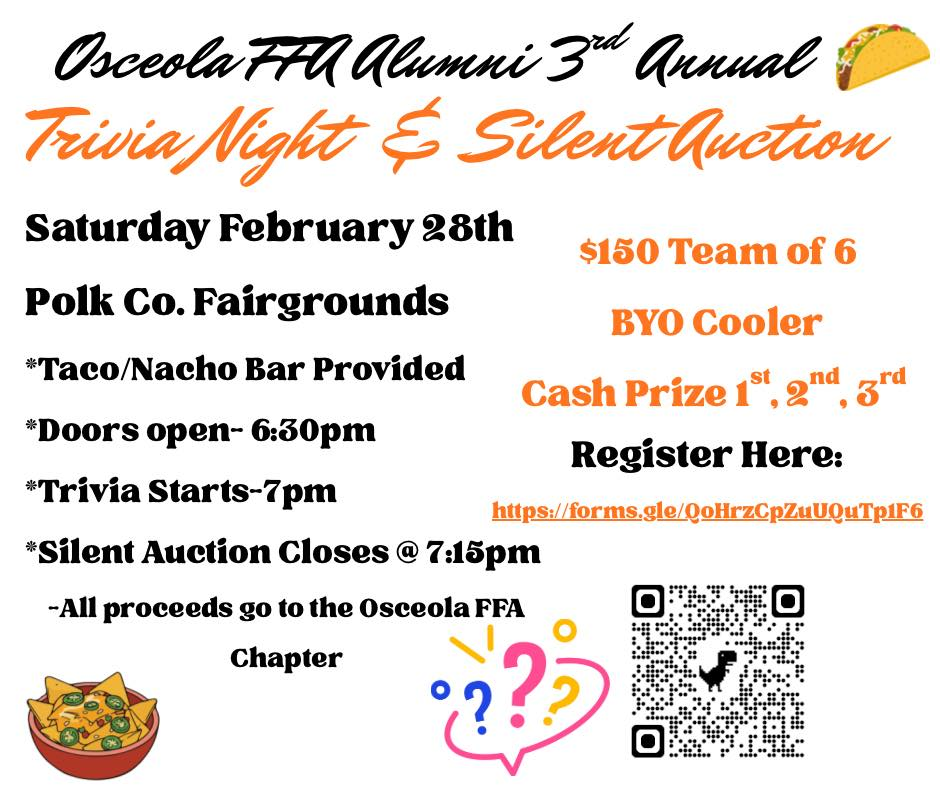 Osceola FFA Alumni 3rd Annual
Trivia Night & Silent Auction
Saturday February 28th
Polk Co. Fairgrounds
*Taco/Nacho Bar Provided
*Doors open- 6:30pm
*Trivia Starts-7pm
*Silent Auction Closes @ 7:15pm
-All proceeds go to the Osceola FFA
Chapter
$150 Team of 6
BYO Cooler
Cash Prize 1st, 2nd, 3rd
Register Here:
https://forms.gle/QoHrzCpZuUQuTp1F6
???